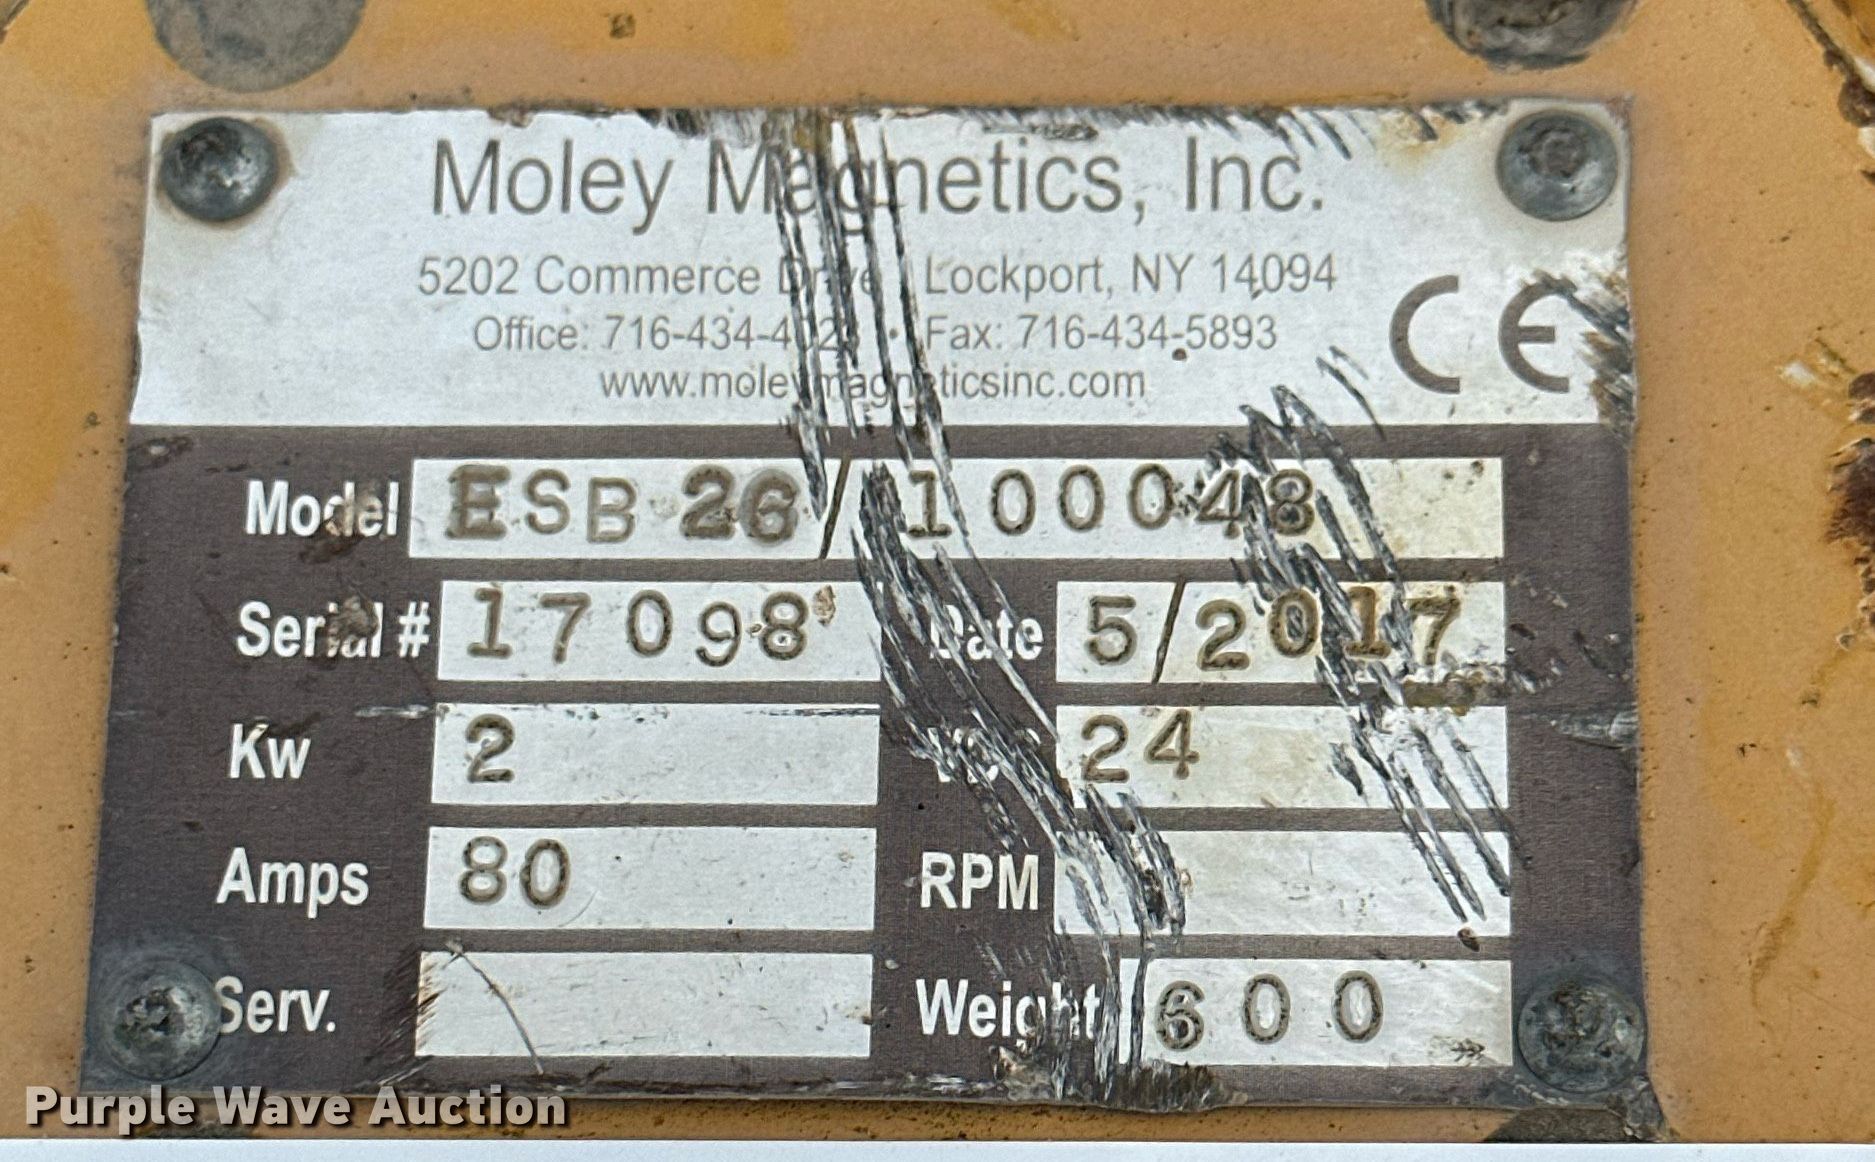 Moley Magnetics, Inc.
5202 Commerce Drive Lockport, NY 14094
Office: 716-434-4023 • Fax: 716-434-5893
www.moleymagneticsinc.com
CE
Model ESB 26/100048
Serial # 17098 Date 5/2017
Kw 2 24
Amps 80 RPM
Serv. Weight 600
Purple Wave Auction